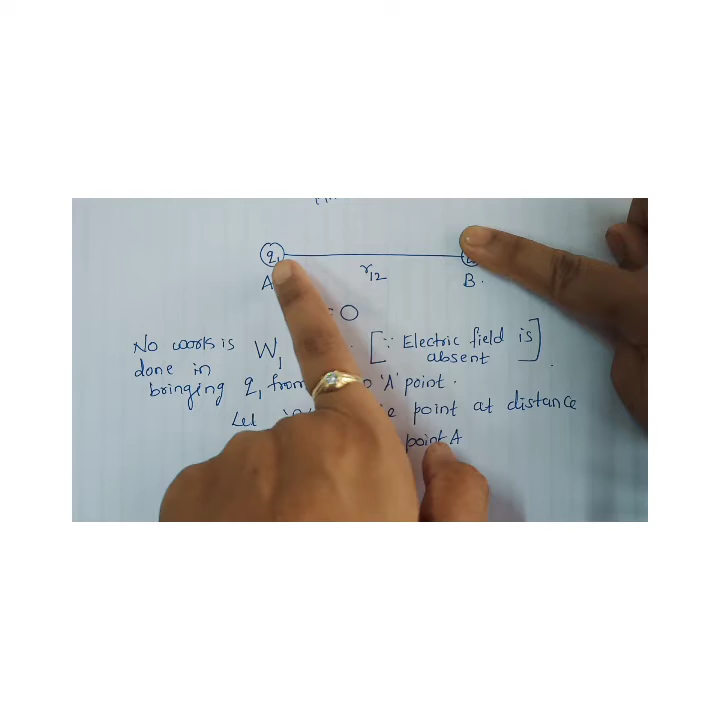 q1
r12
A
B.
= 0
No work is W1 [∵ Electric field is
done in absent]
bringing q1 from 'A' point.
Let point at distance
point A